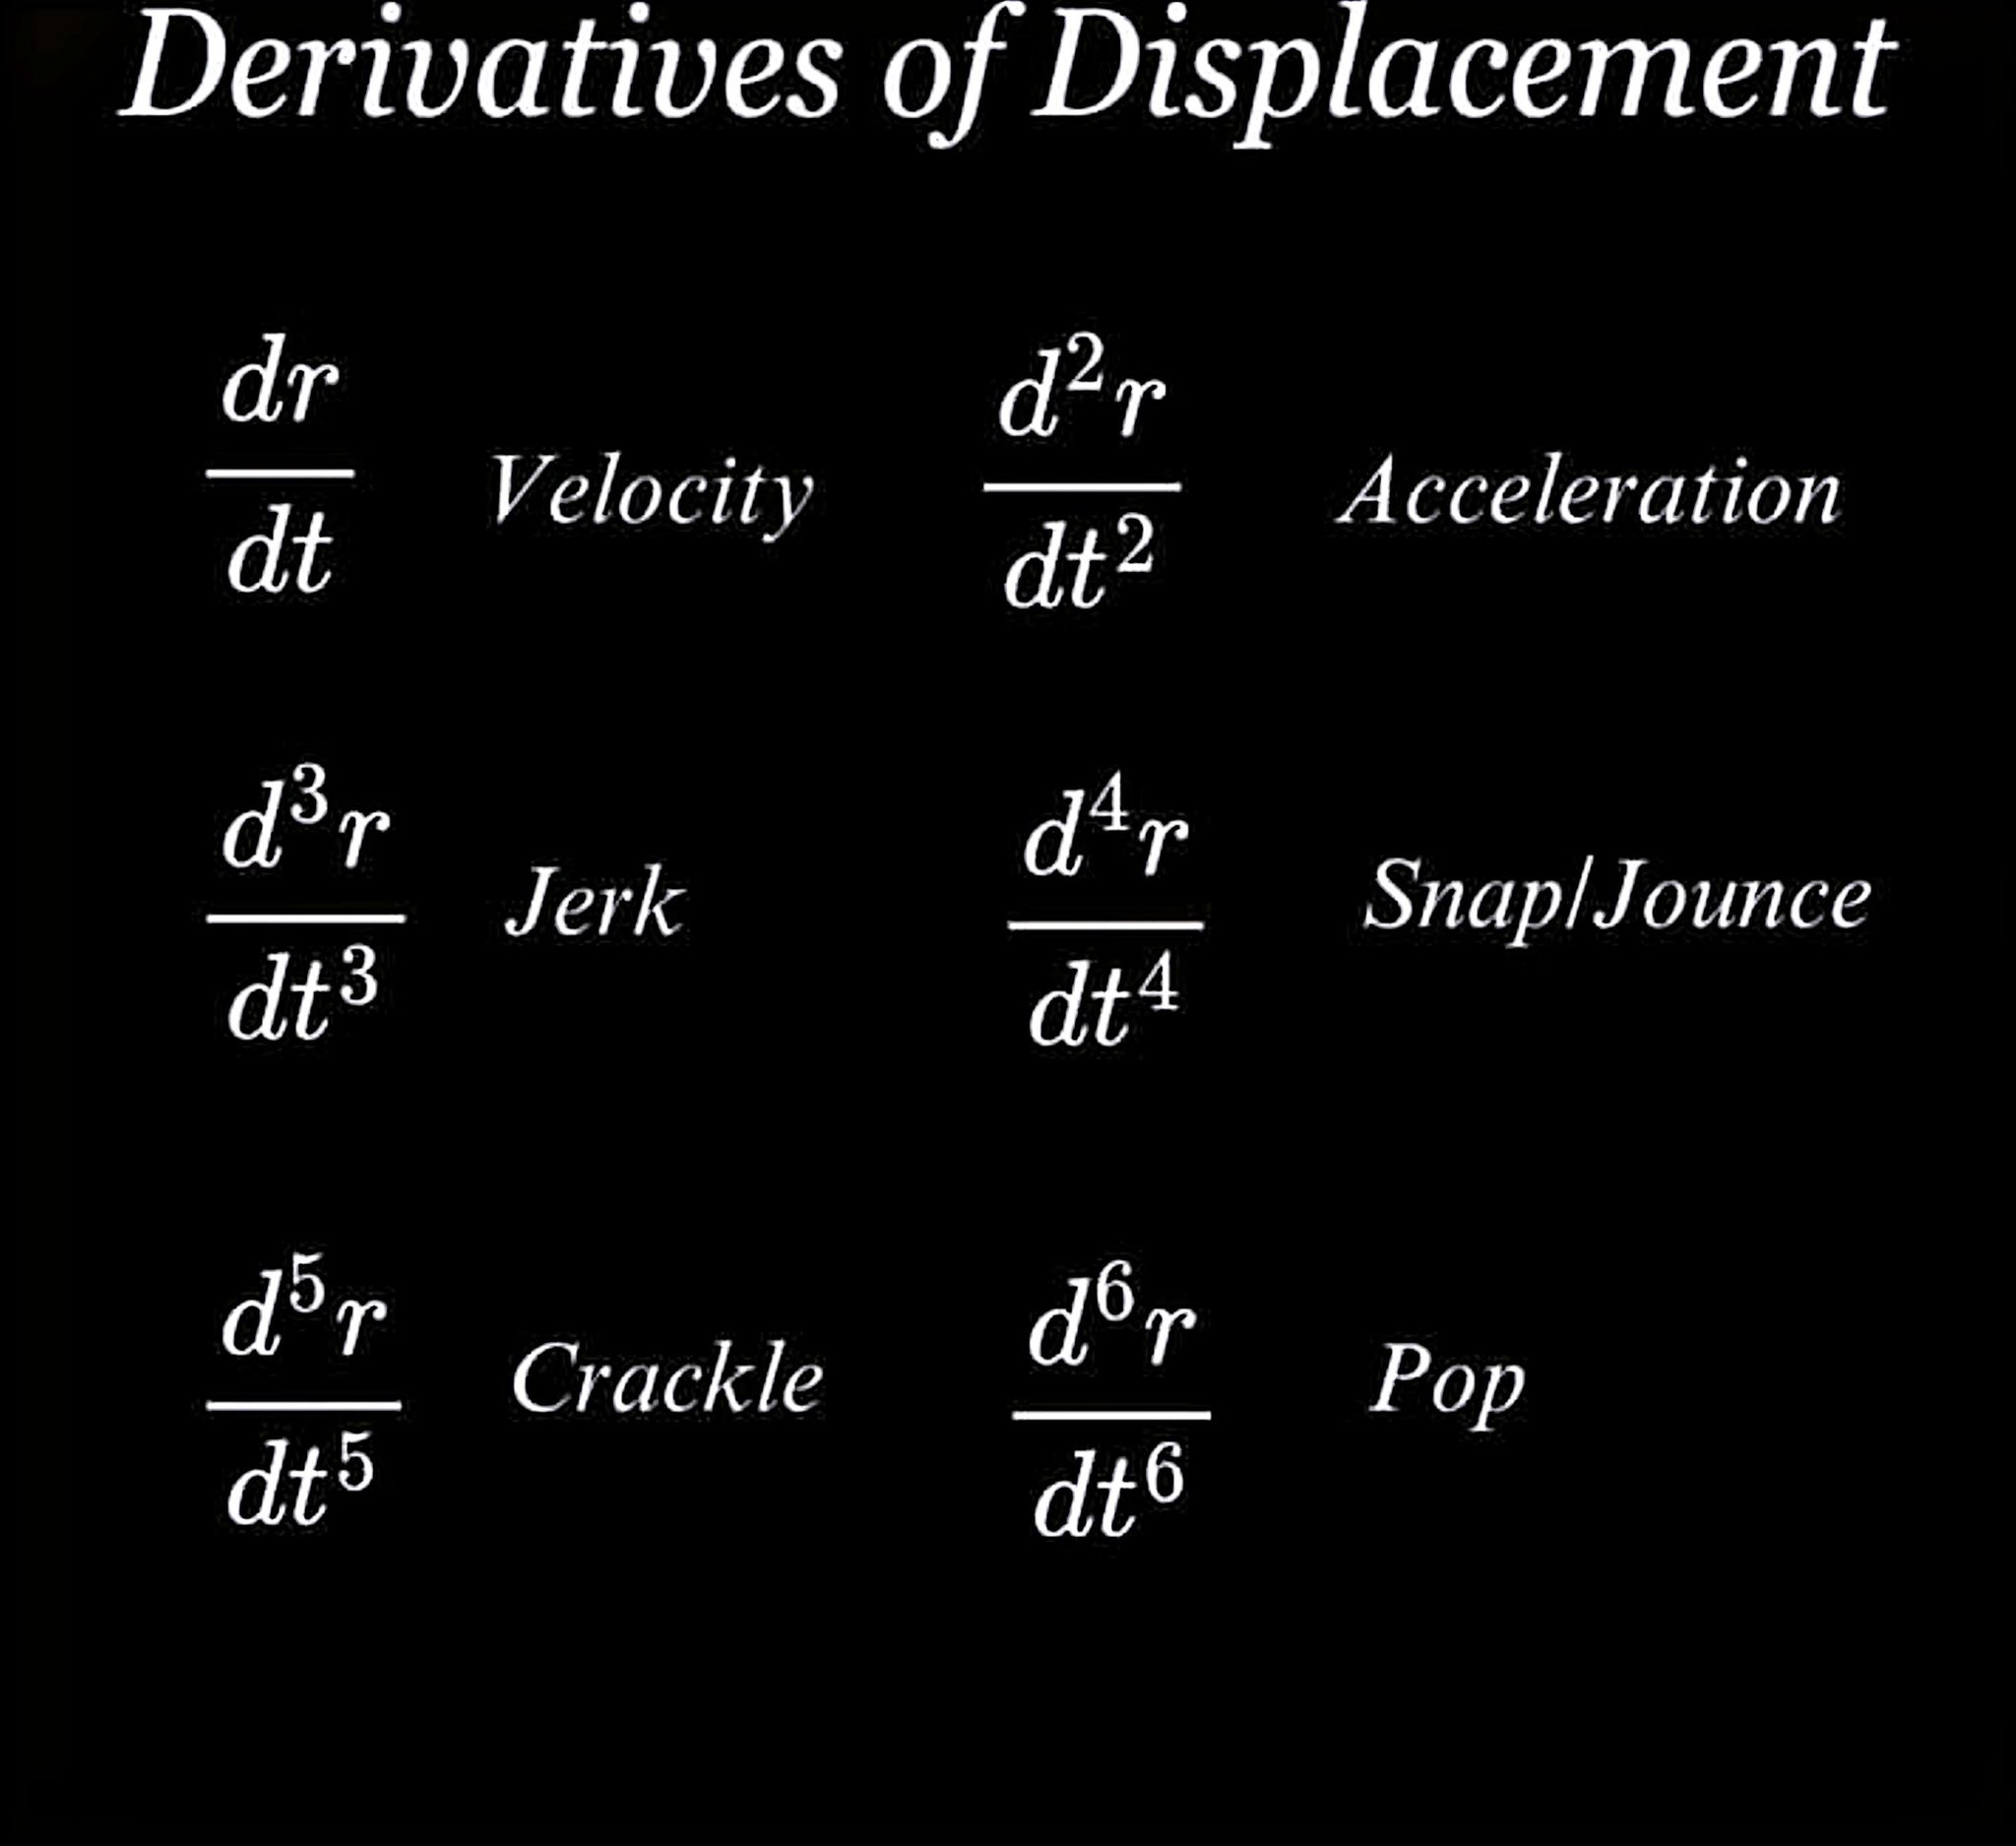 Derivatives of Displacement
dr/dt Velocity d²r/dt² Acceleration
d³r/dt³ Jerk d⁴r/dt⁴ Snap/Jounce
d⁵r/dt⁵ Crackle d⁶r/dt⁶ Pop